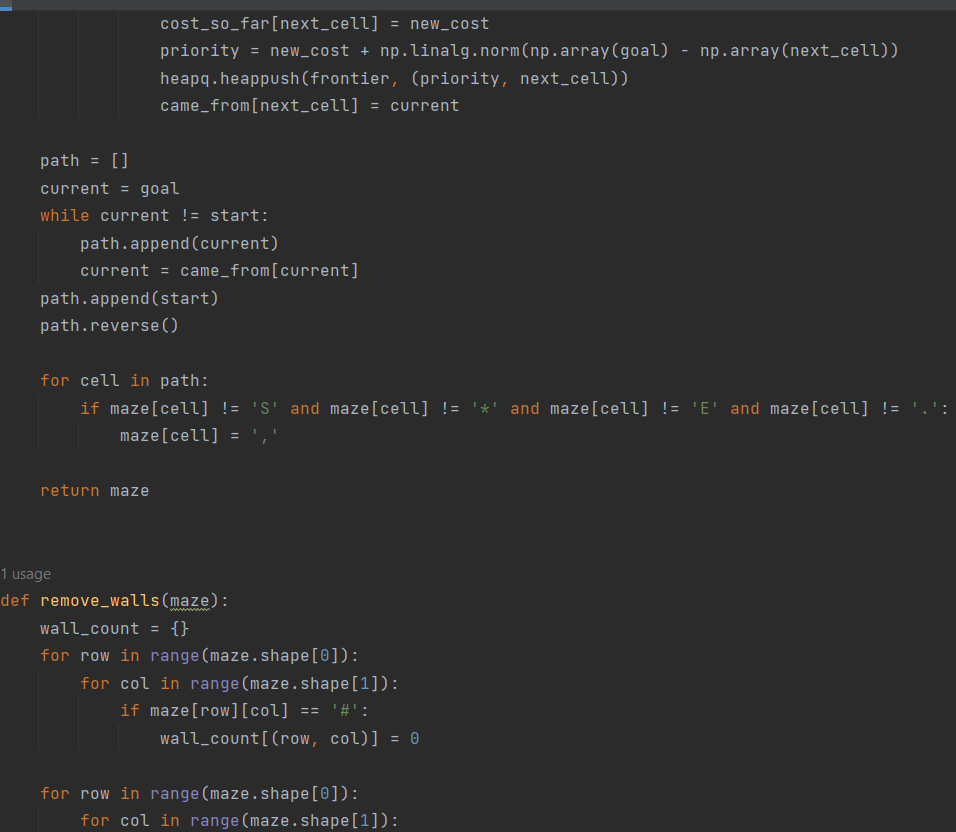 cost_so_far[next_cell] = new_cost
                priority = new_cost + np.linalg.norm(np.array(goal) - np.array(next_cell))
                heapq.heappush(frontier, (priority, next_cell))
                came_from[next_cell] = current

    path = []
    current = goal
    while current != start:
        path.append(current)
        current = came_from[current]
    path.append(start)
    path.reverse()

    for cell in path:
        if maze[cell] != 'S' and maze[cell] != '*' and maze[cell] != 'E' and maze[cell] != '.':
            maze[cell] = ','

    return maze


1 usage
def remove_walls(maze):
    wall_count = {}
    for row in range(maze.shape[0]):
        for col in range(maze.shape[1]):
            if maze[row][col] == '#':
                wall_count[(row, col)] = 0

    for row in range(maze.shape[0]):
        for col in range(maze.shape[1]):